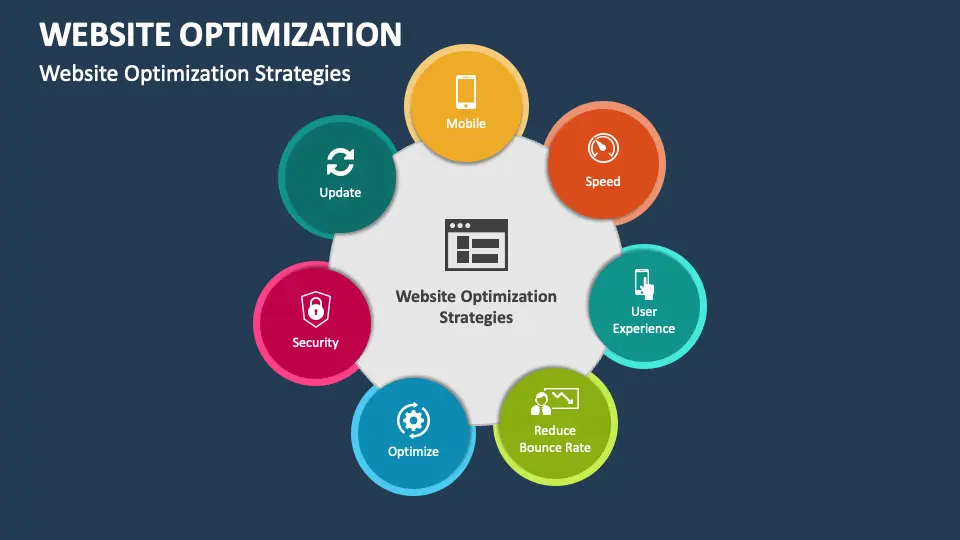 WEBSITE OPTIMIZATION
Website Optimization Strategies
Mobile
Speed
User
Experience
Reduce
Bounce Rate
Optimize
Security
Update
Website Optimization
Strategies